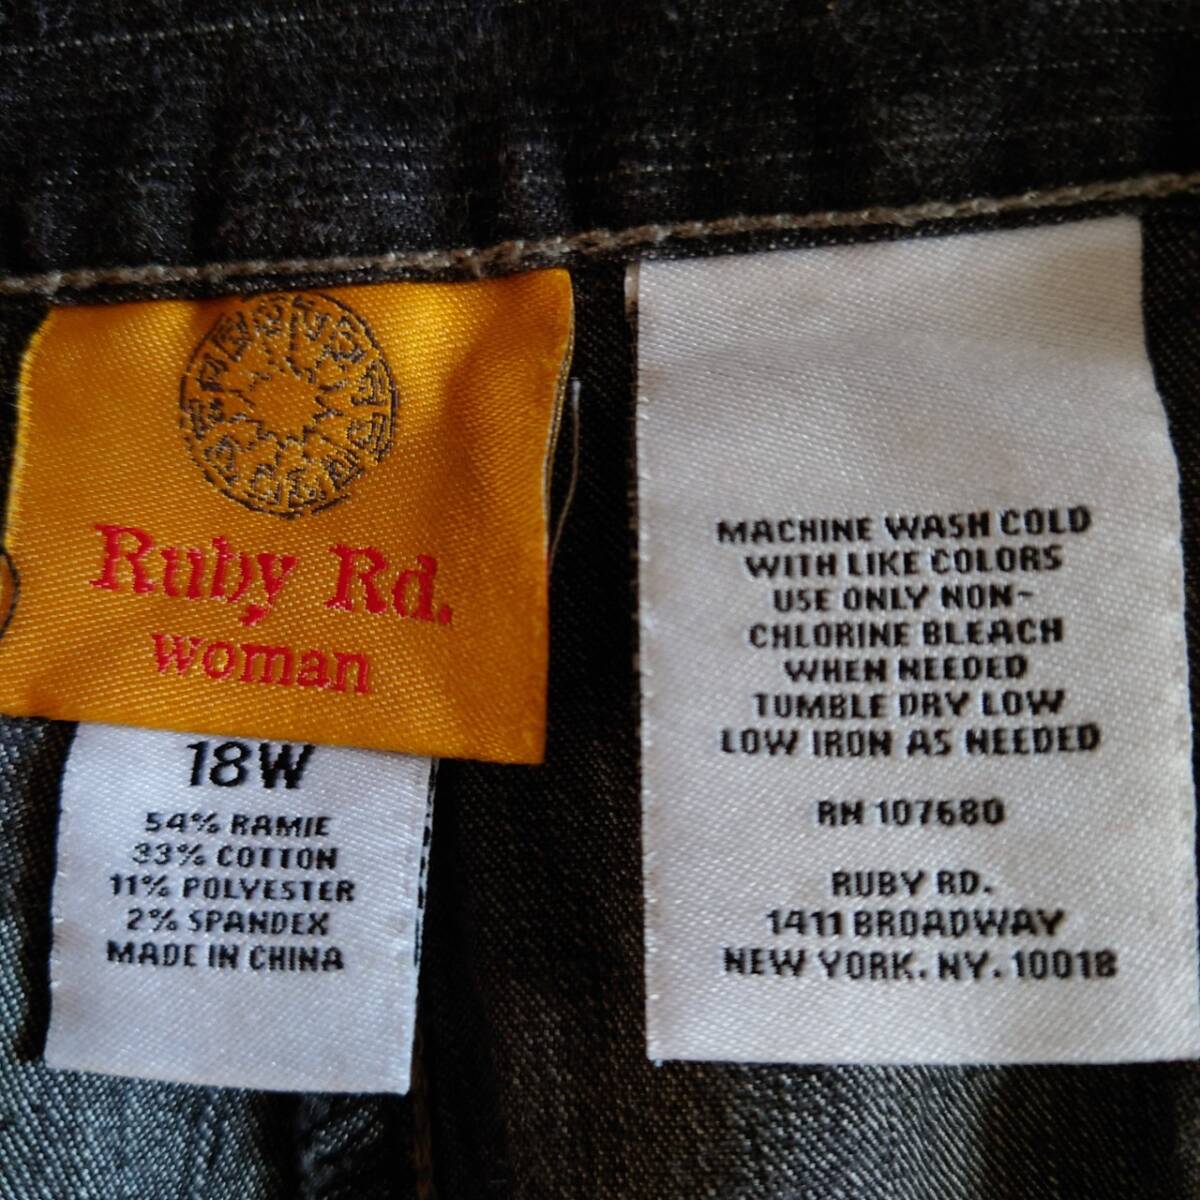 Ruby Rd.
woman
18W
54% RAMIE
33% COTTON
11% POLYESTER
2% SPANDEX
MADE IN CHINA
MACHINE WASH COLD
WITH LIKE COLORS
USE ONLY NON-
CHLORINE BLEACH
WHEN NEEDED
TUMBLE DRY LOW
LOW IRON AS NEEDED
RN 107680
RUBY RD.
1411 BROADWAY
NEW YORK. NY. 10018